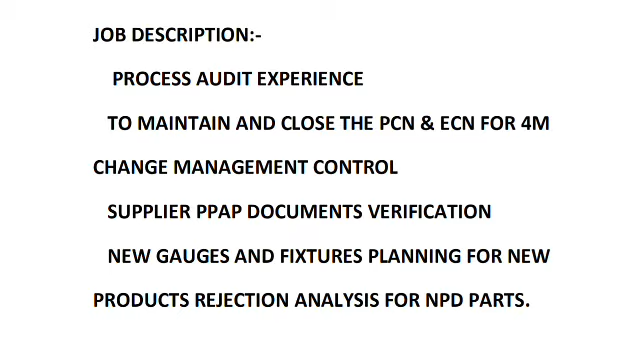 JOB DESCRIPTION:-
PROCESS AUDIT EXPERIENCE
TO MAINTAIN AND CLOSE THE PCN & ECN FOR 4M
CHANGE MANAGEMENT CONTROL
SUPPLIER PPAP DOCUMENTS VERIFICATION
NEW GAUGES AND FIXTURES PLANNING FOR NEW
PRODUCTS REJECTION ANALYSIS FOR NPD PARTS.